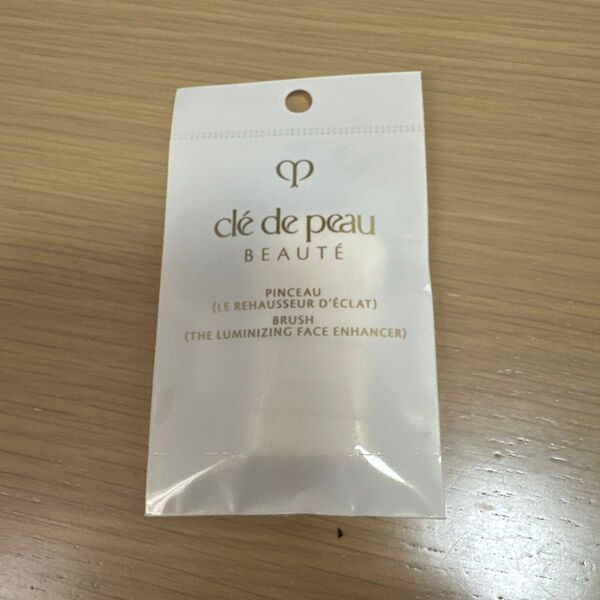 clé de peau
BEAUTÉ
PINCEAU
(LE REHAUSSEUR D'ÉCLAT)
BRUSH
(THE LUMINIZING FACE ENHANCER)